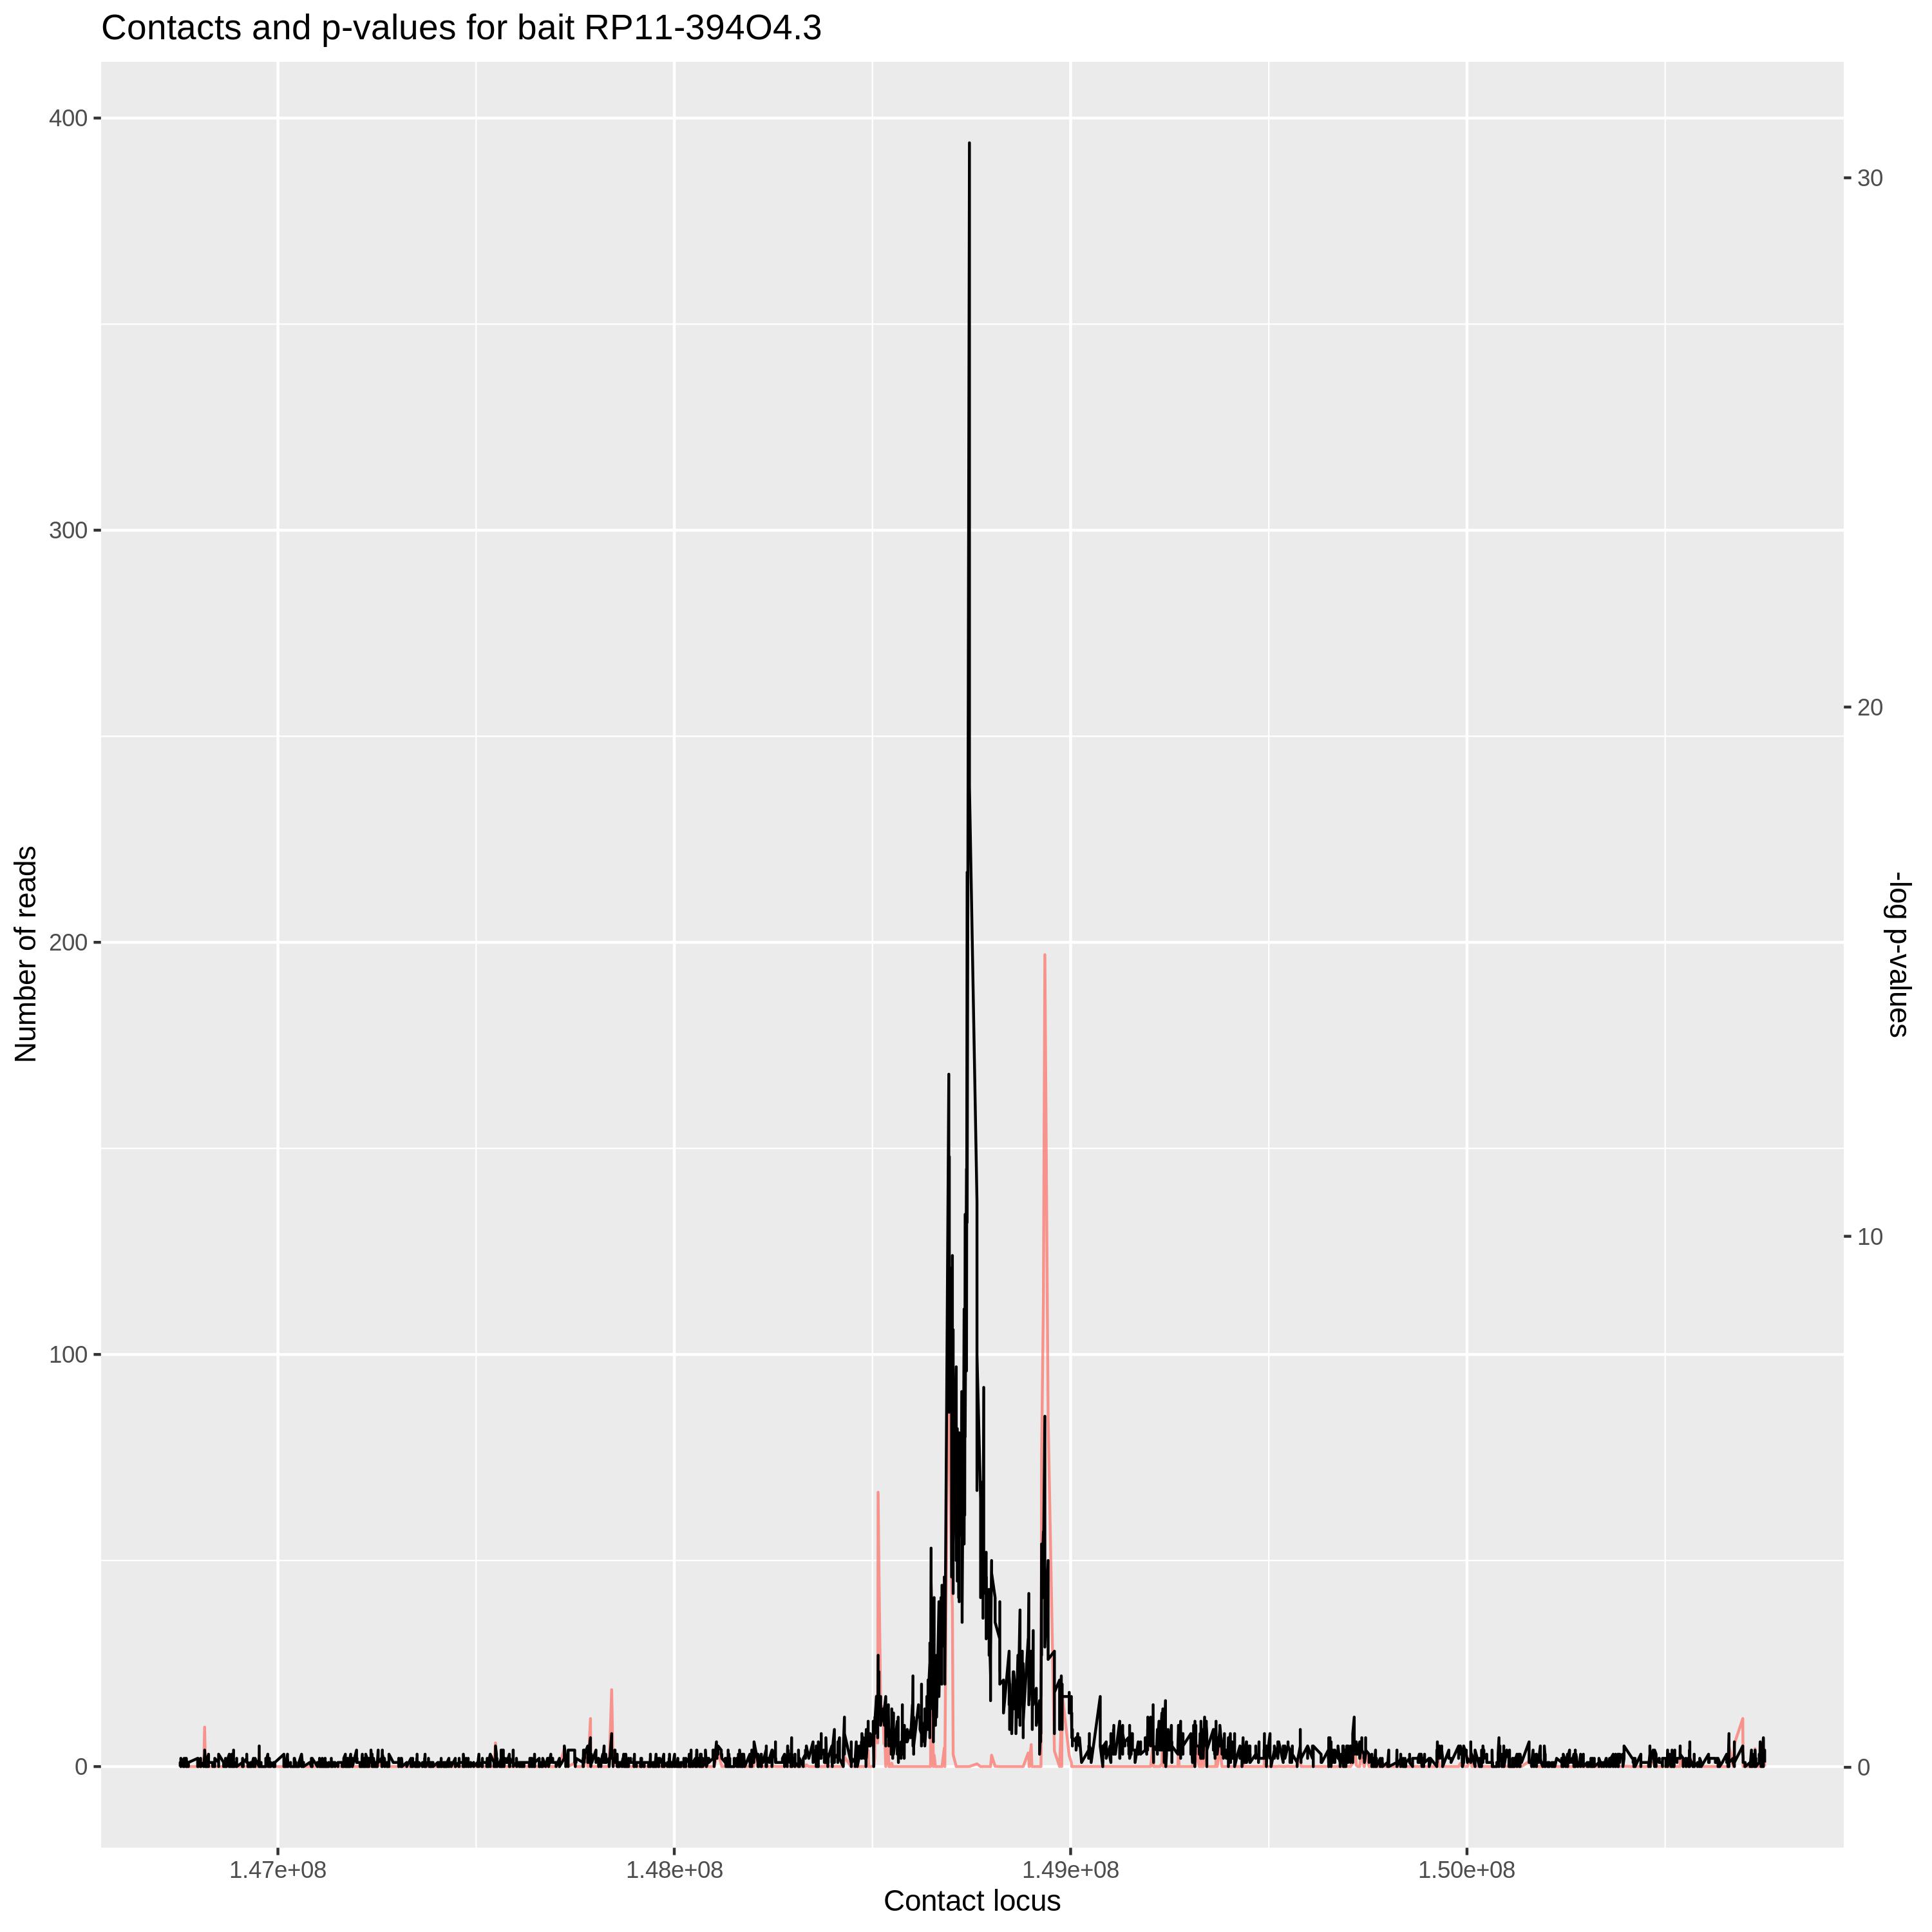 Contacts and p-values for bait RP11-394O4.3
400
300
200
100
0
Number of reads
30
20
10
0
-log p-values
1.47e+08
1.48e+08
1.49e+08
1.50e+08
Contact locus